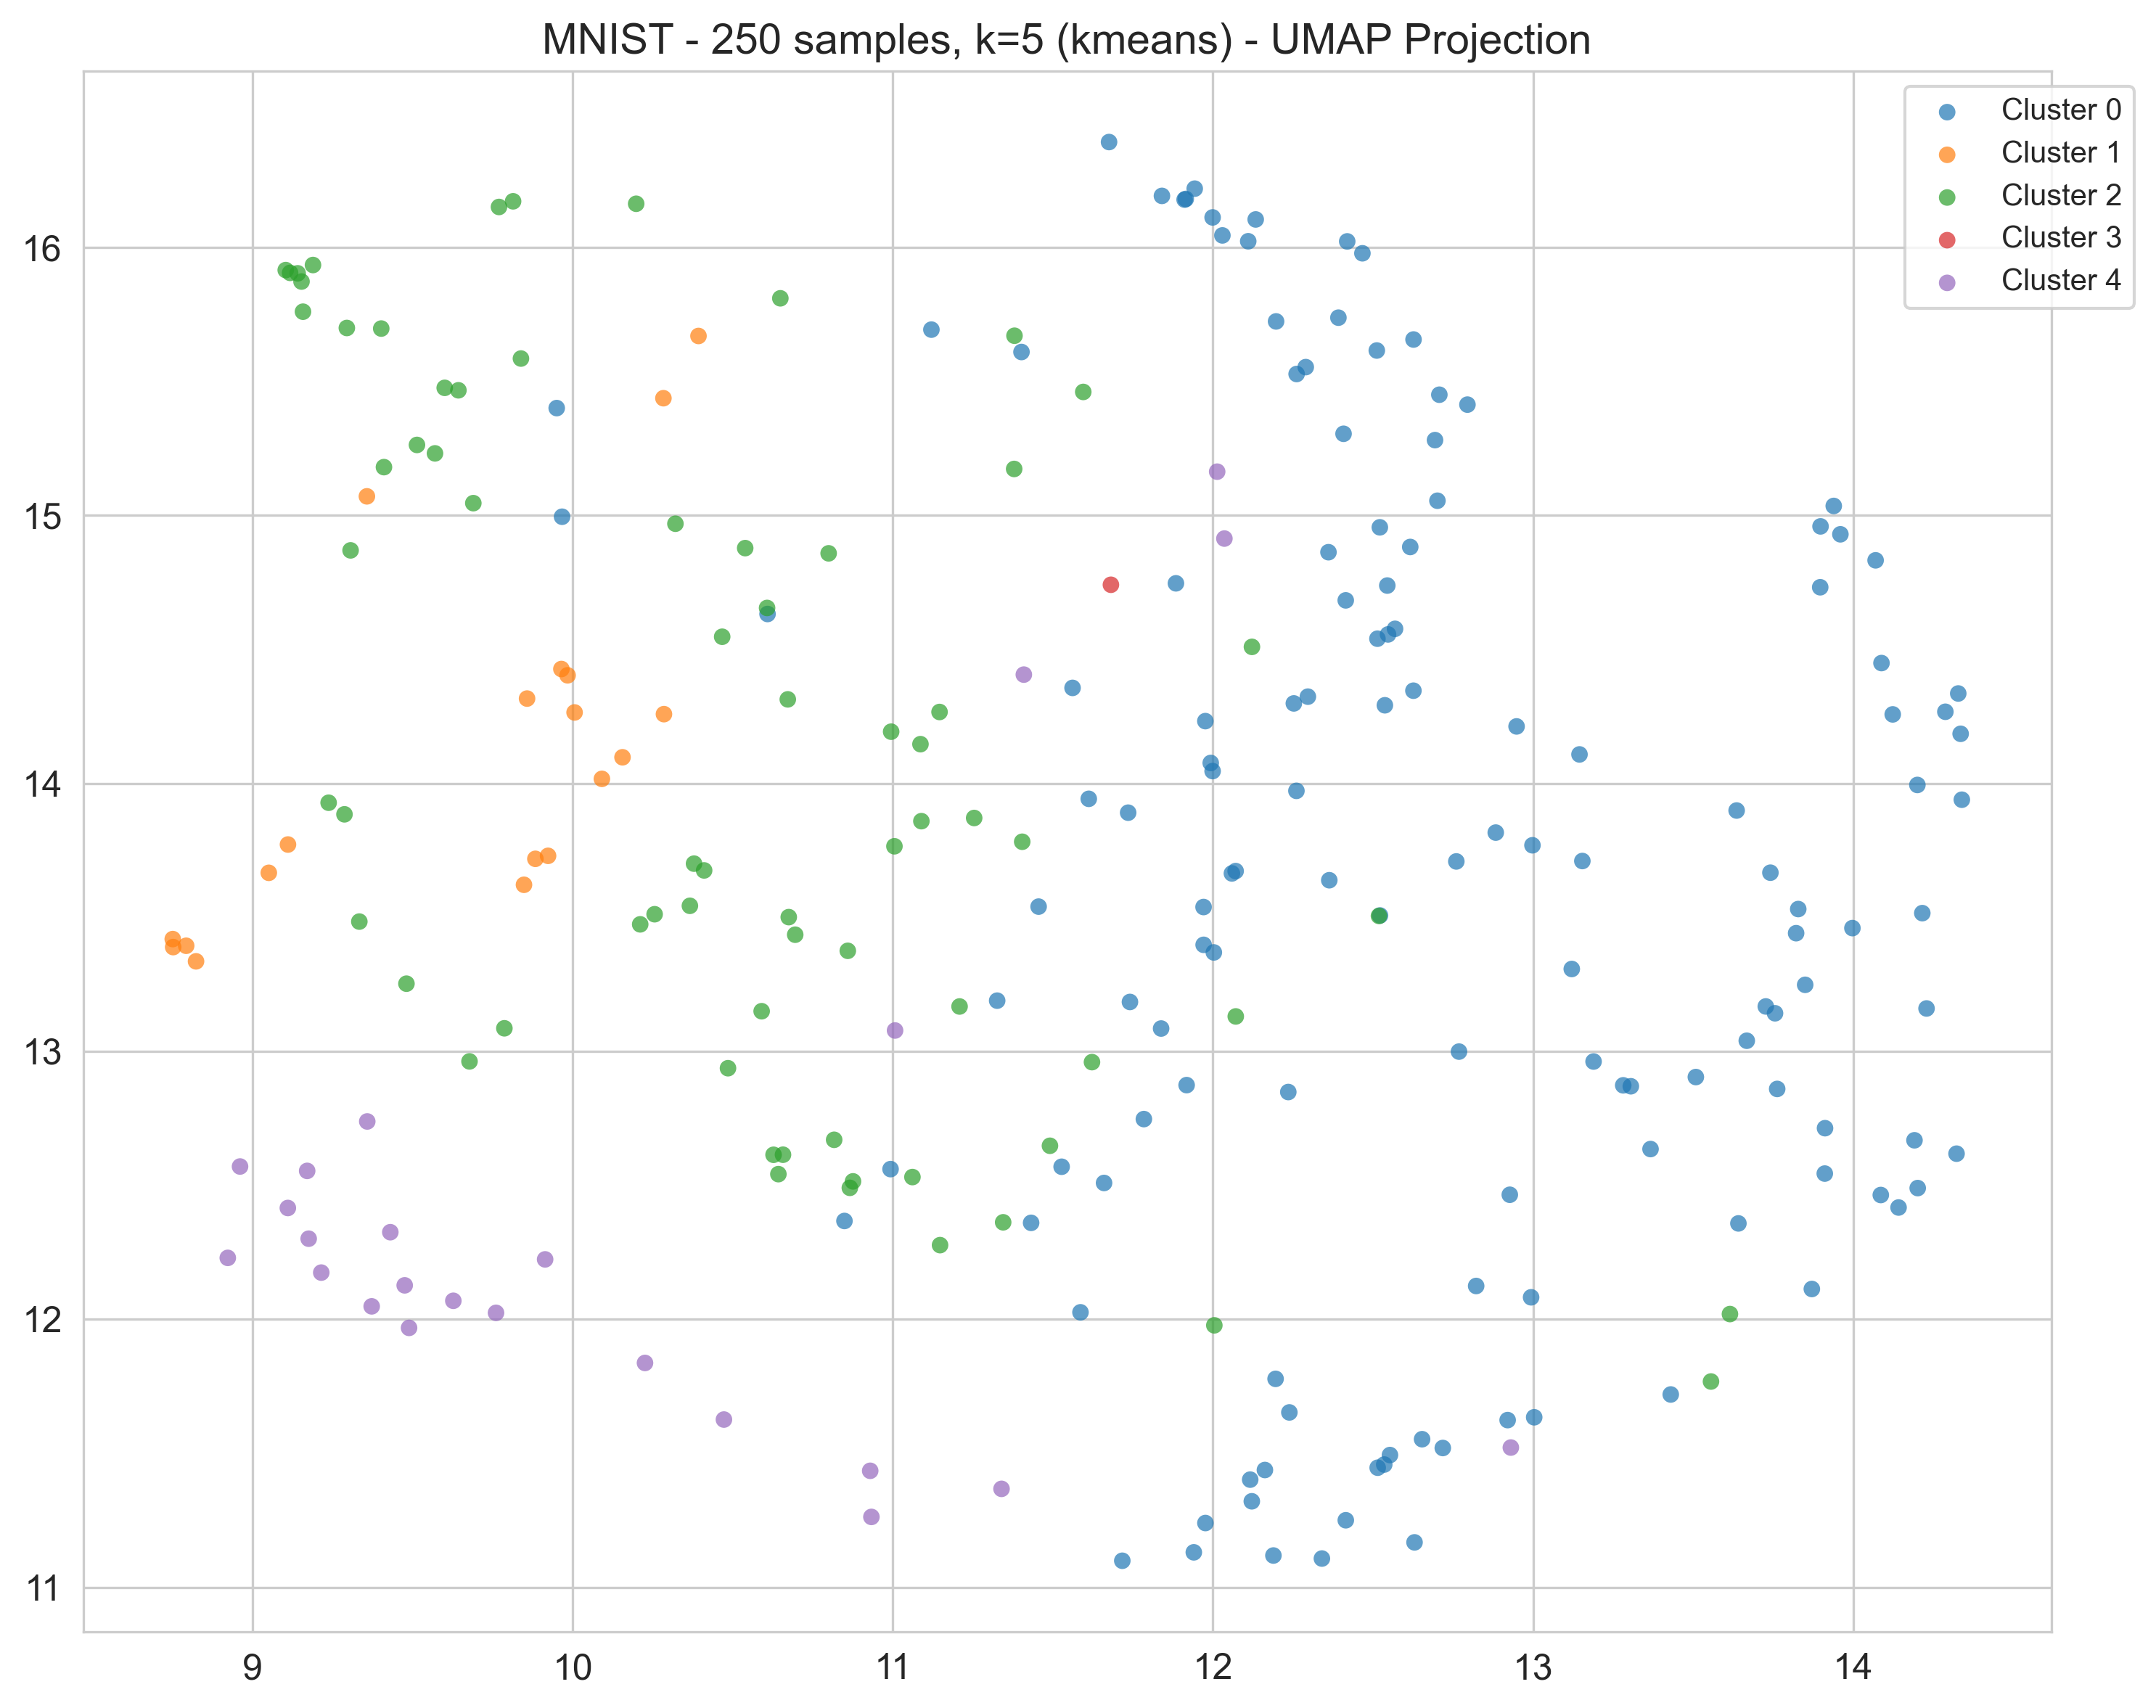 MNIST - 250 samples, k=5 (kmeans) - UMAP Projection
Cluster 0
Cluster 1
Cluster 2
Cluster 3
Cluster 4
16
15
14
13
12
11
9 10 11 12 13 14